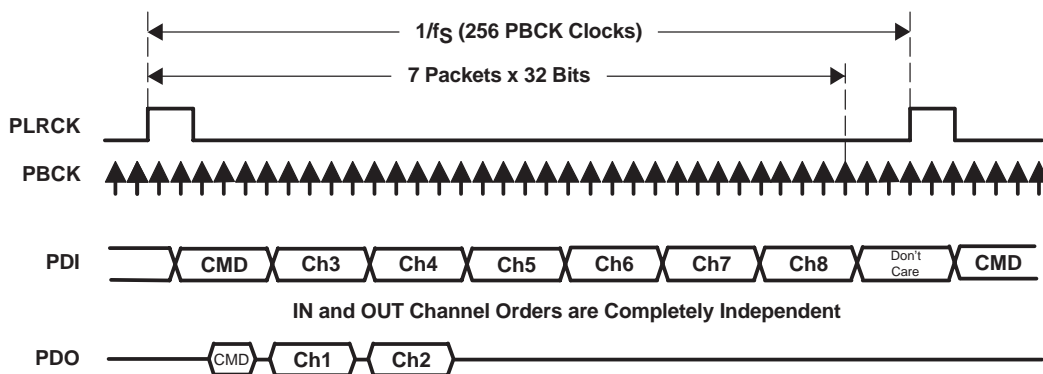 1/fS (256 PBCK Clocks)
7 Packets x 32 Bits
PLRCK
PBCK
PDI CMD Ch3 Ch4 Ch5 Ch6 Ch7 Ch8 Don't Care CMD
IN and OUT Channel Orders are Completely Independent
PDO CMD Ch1 Ch2